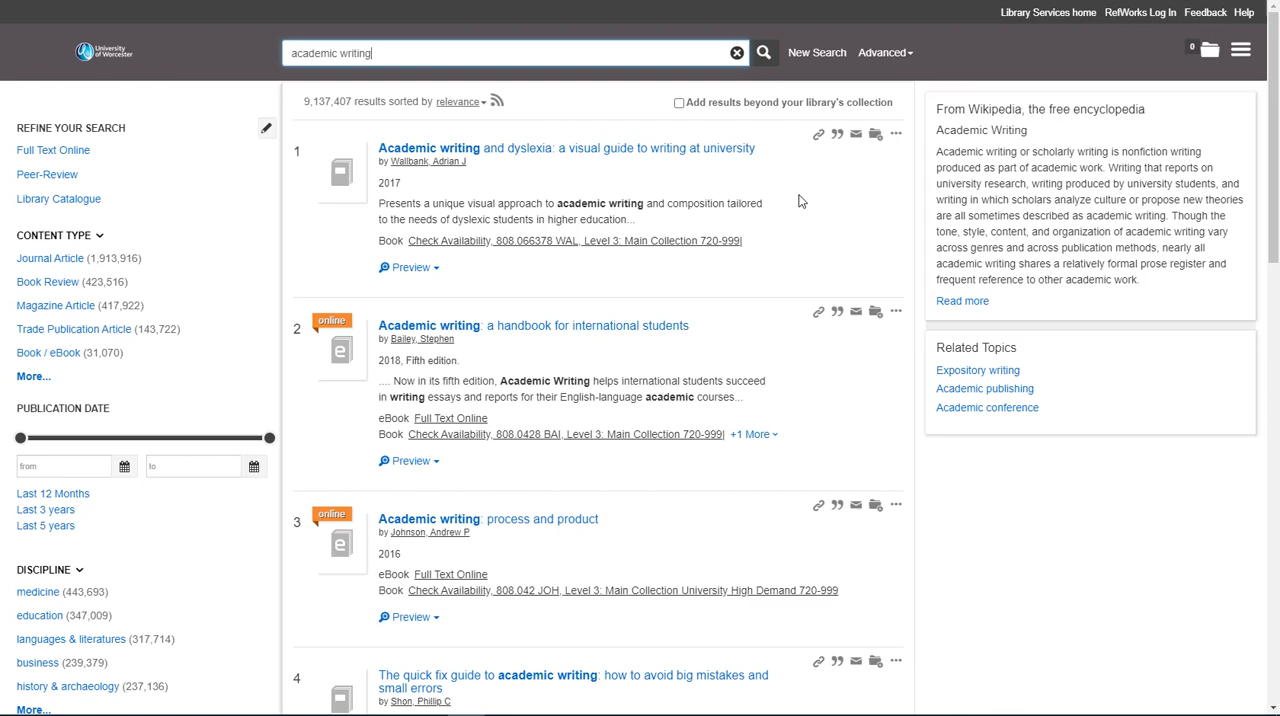 Library Services home RefWorks Log In Feedback Help
University
of Worcester
academic writing
New Search Advanced
0
9,137,407 results sorted by relevance
Add results beyond your library's collection
REFINE YOUR SEARCH
Full Text Online
Peer-Review
Library Catalogue
CONTENT TYPE
Journal Article (1,913,916)
Book Review (423,516)
Magazine Article (417,922)
Trade Publication Article (143,722)
Book / eBook (31,070)
More...
PUBLICATION DATE
from
to
Last 12 Months
Last 3 years
Last 5 years
DISCIPLINE
medicine (443,693)
education (347,009)
languages & literatures (317,714)
business (239,379)
history & archaeology (237,136)
More...
1
Academic writing and dyslexia: a visual guide to writing at university
by Wallbank, Adrian J
2017
Presents a unique visual approach to academic writing and composition tailored
to the needs of dyslexic students in higher education...
Book Check Availability, 808.066378 WAL, Level 3: Main Collection 720-999|
Preview
2
online
e
Academic writing: a handbook for international students
by Bailey, Stephen
2018, Fifth edition.
.... Now in its fifth edition, Academic Writing helps international students succeed
in writing essays and reports for their English-language academic courses...
eBook Full Text Online
Book Check Availability, 808.0428 BAI, Level 3: Main Collection 720-999| +1 More
Preview
3
online
e
Academic writing: process and product
by Johnson, Andrew P
2016
eBook Full Text Online
Book Check Availability, 808.042 JOH, Level 3: Main Collection University High Demand 720-999
Preview
4
The quick fix guide to academic writing: how to avoid big mistakes and
small errors
by Shon, Phillip C
From Wikipedia, the free encyclopedia
Academic Writing
Academic writing or scholarly writing is nonfiction writing
produced as part of academic work. Writing that reports on
university research, writing produced by university students, and
writing in which scholars analyze culture or propose new theories
are all sometimes described as academic writing. Though the
tone, style, content, and organization of academic writing vary
across genres and across publication methods, nearly all
academic writing shares a relatively formal prose register and
frequent reference to other academic work.
Read more
Related Topics
Expository writing
Academic publishing
Academic conference